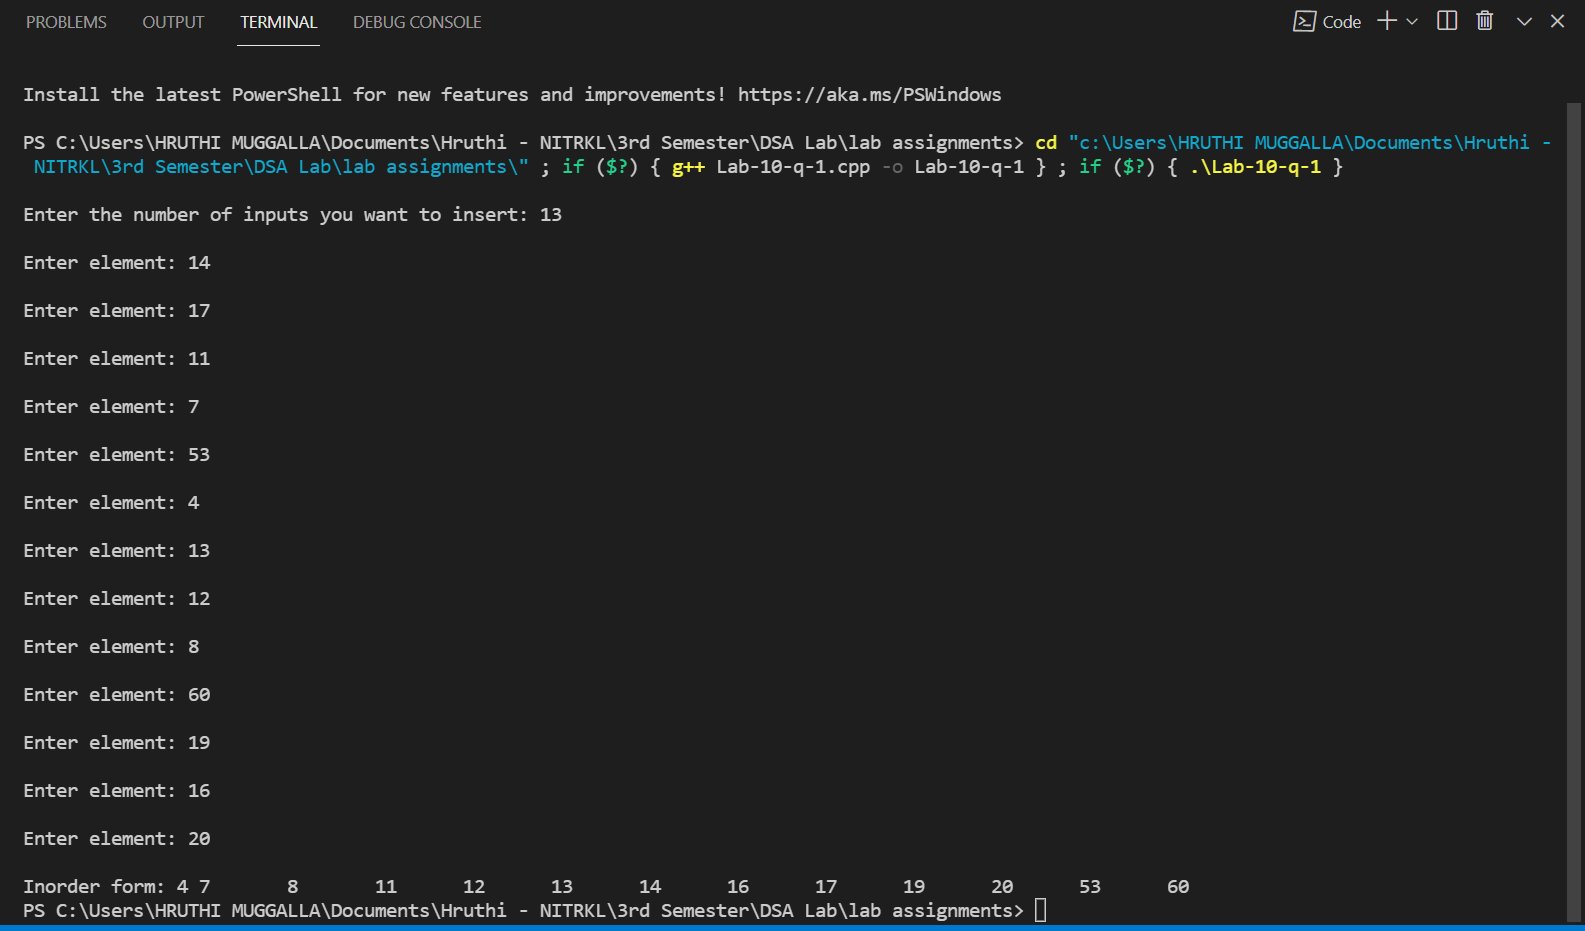 PROBLEMS OUTPUT TERMINAL DEBUG CONSOLE Code
Install the latest PowerShell for new features and improvements! https://aka.ms/PSWindows
PS C:\Users\HRUTHI MUGGALLA\Documents\Hruthi - NITRKL\3rd Semester\DSA Lab\lab assignments> cd "c:\Users\HRUTHI MUGGALLA\Documents\Hruthi -
NITRKL\3rd Semester\DSA Lab\lab assignments\" ; if ($?) { g++ Lab-10-q-1.cpp -o Lab-10-q-1 } ; if ($?) { .\Lab-10-q-1 }
Enter the number of inputs you want to insert: 13
Enter element: 14
Enter element: 17
Enter element: 11
Enter element: 7
Enter element: 53
Enter element: 4
Enter element: 13
Enter element: 12
Enter element: 8
Enter element: 60
Enter element: 19
Enter element: 16
Enter element: 20
Inorder form: 4 7 8 11 12 13 14 16 17 19 20 53 60
PS C:\Users\HRUTHI MUGGALLA\Documents\Hruthi - NITRKL\3rd Semester\DSA Lab\lab assignments>